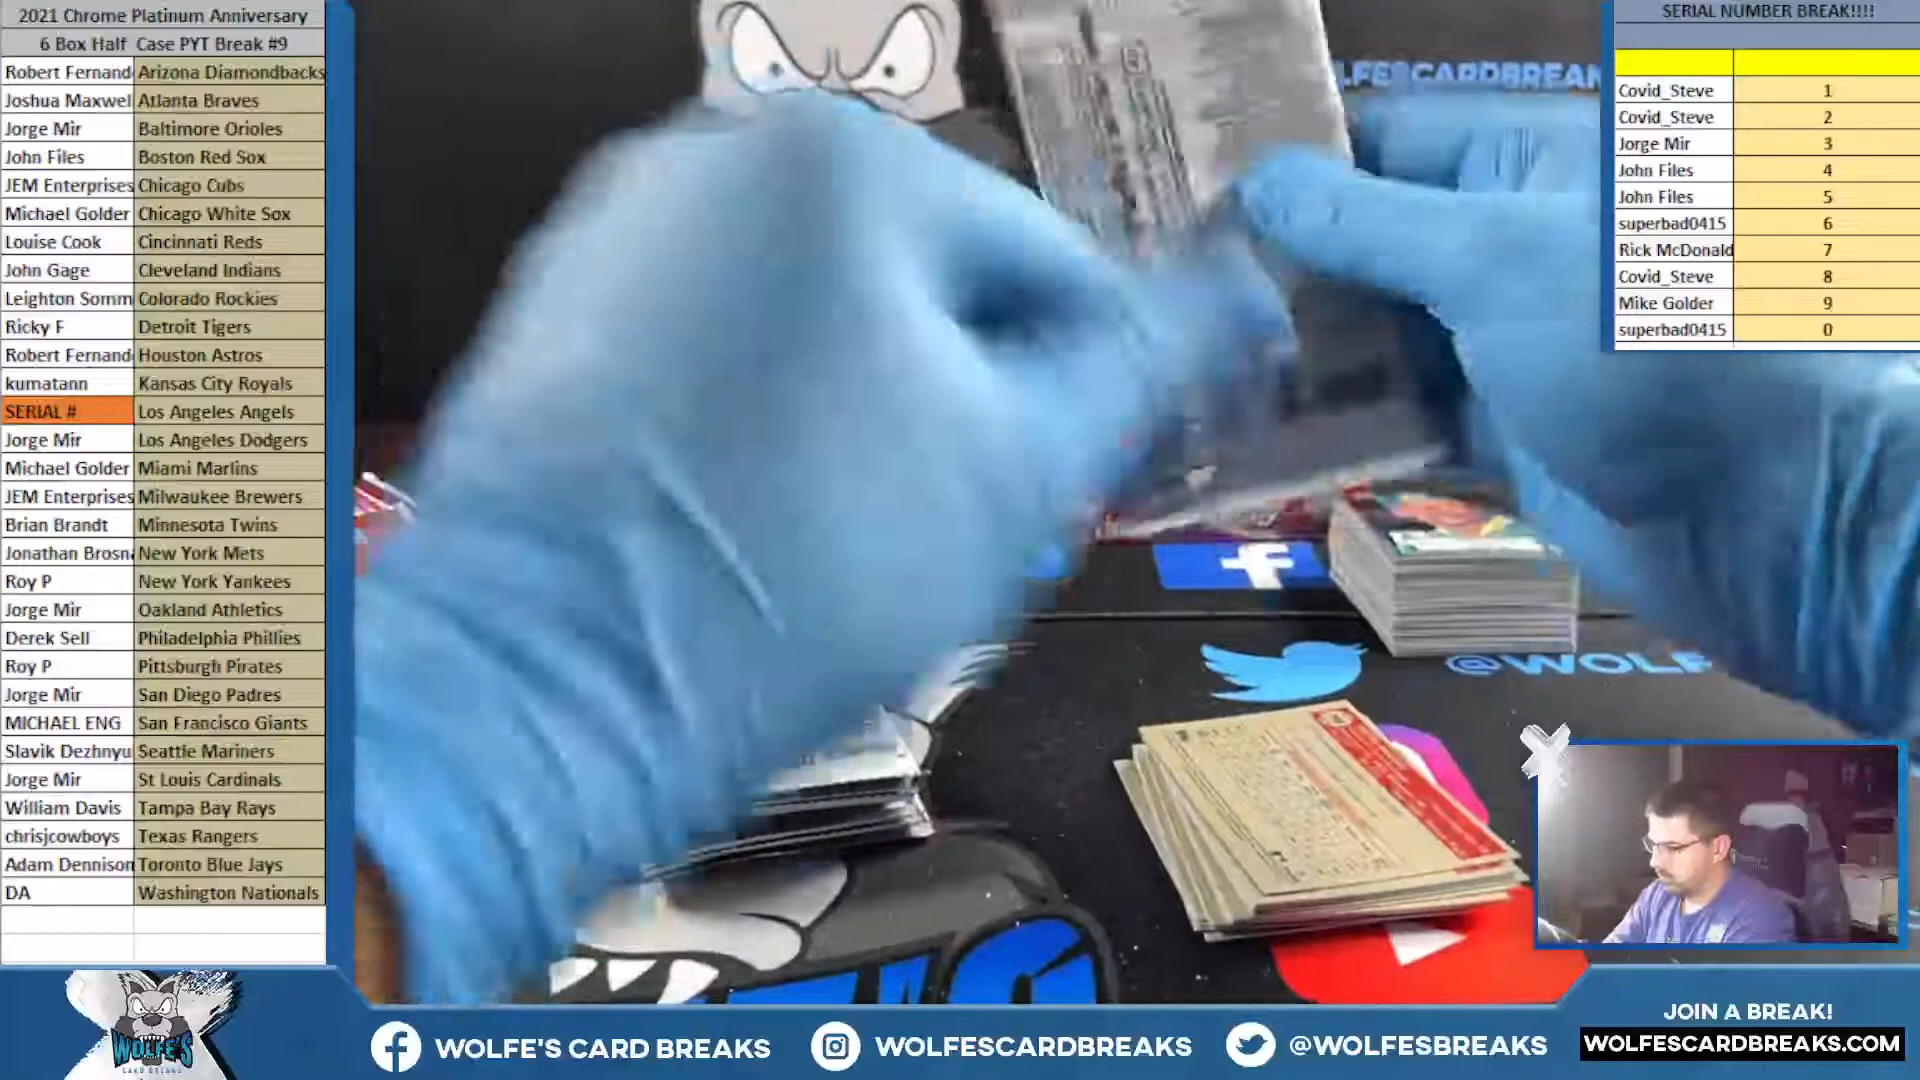 2021 Chrome Platinum Anniversary
6 Box Half Case PYT Break #9
Robert Fernand Arizona Diamondbacks
Joshua Maxwel Atlanta Braves
Jorge Mir Baltimore Orioles
John Files Boston Red Sox
JEM Enterprises Chicago Cubs
Michael Golder Chicago White Sox
Louise Cook Cincinnati Reds
John Gage Cleveland Indians
Leighton Somm Colorado Rockies
Ricky F Detroit Tigers
Robert Fernand Houston Astros
kumatann Kansas City Royals
SERIAL # Los Angeles Angels
Jorge Mir Los Angeles Dodgers
Michael Golder Miami Marlins
JEM Enterprises Milwaukee Brewers
Brian Brandt Minnesota Twins
Jonathan Brosna New York Mets
Roy P New York Yankees
Jorge Mir Oakland Athletics
Derek Sell Philadelphia Phillies
Roy P Pittsburgh Pirates
Jorge Mir San Diego Padres
MICHAEL ENG San Francisco Giants
Slavik Dezhnyu Seattle Mariners
Jorge Mir St Louis Cardinals
William Davis Tampa Bay Rays
chrisjcowboys Texas Rangers
Adam Dennison Toronto Blue Jays
DA Washington Nationals
SERIAL NUMBER BREAK!!!!
Covid_Steve 1
Covid_Steve 2
Jorge Mir 3
John Files 4
John Files 5
superbad0415 6
Rick McDonald 7
Covid_Steve 8
Mike Golder 9
superbad0415 0
WOLFESCARDBREAK
@WOLF
WOLFE'S
CARD BREAKS
WOLFE'S CARD BREAKS
WOLFESCARDBREAKS
@WOLFESBREAKS
JOIN A BREAK!
WOLFESCARDBREAKS.COM